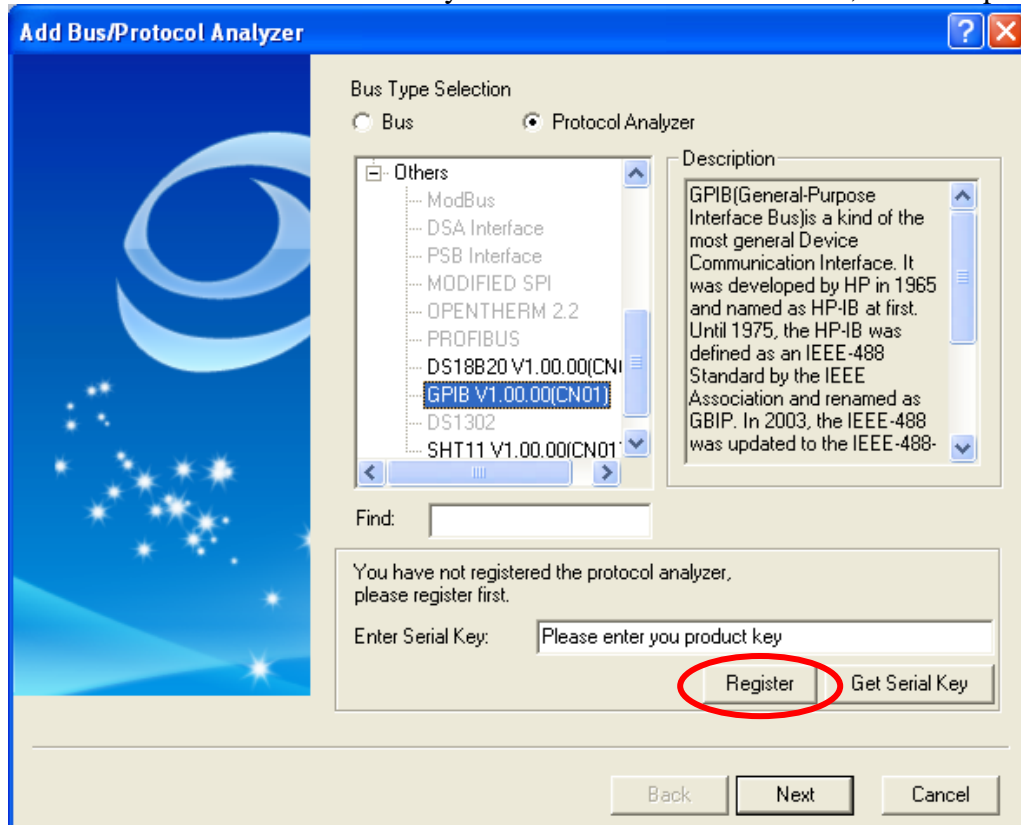 Add Bus/Protocol Analyzer
Bus Type Selection
Bus
Protocol Analyzer
Others
ModBus
DSA Interface
PSB Interface
MODIFIED SPI
OPENTHERM 2.2
PROFIBUS
DS18B20 V1.00.00(CN
GPIB V1.00.00(CN01)
DS1302
SHT11 V1.00.00(CN01
Description
GPIB(General-Purpose
Interface Bus)is a kind of the
most general Device
Communication Interface. It
was developed by HP in 1965
and named as HP-IB at first.
Until 1975, the HP-IB was
defined as an IEEE-488
Standard by the IEEE
Association and renamed as
GBIP. In 2003, the IEEE-488
was updated to the IEEE-488-
Find:
You have not registered the protocol analyzer,
please register first.
Enter Serial Key:
Please enter you product key
Register
Get Serial Key
Back
Next
Cancel